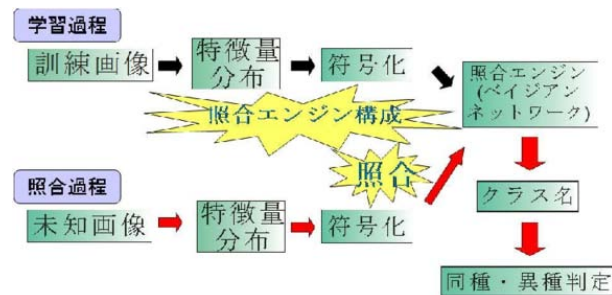 学習過程
訓練画像
特徴量
分布
符号化
照合エンジン
(ベイジアン
ネットワーク)
照合エンジン構成
照合
照合過程
未知画像
特徴量
分布
符号化
クラス名
同種・異種判定